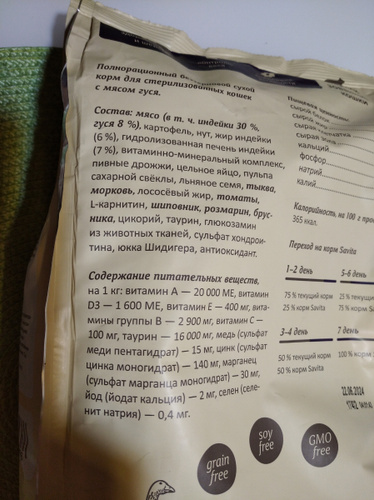 Полнорационный беззерновой сухой
корм для стерилизованных кошек
с мясом гуся.
Состав: мясо (в т. ч. индейки 30 %,
гуся 8 %), картофель, нут, жир индейки
(6 %), гидролизованная печень индейки
(7 %), витаминно-минеральный комплекс,
пивные дрожжи, цельное яйцо, пульпа
сахарной свёклы, льняное семя, тыква,
морковь, лососёвый жир, томаты,
L-карнитин, шиповник, розмарин, брус-
ника, цикорий, таурин, глюкозамин
из животных тканей, сульфат хондрои-
тина, юкка Шидигера, антиоксидант.
Содержание питательных веществ,
на 1 кг: витамин А — 20 000 МЕ, витамин
D3 — 1 600 МЕ, витамин Е — 400 мг, вита-
мины группы В — 2 900 мг, витамин С —
100 мг, таурин — 16 000 мг, медь (сульфат
меди пентагидрат) — 15 мг, цинк (сульфат
цинка моногидрат) — 140 мг, марганец
(сульфат марганца моногидрат) — 30 мг,
йод (йодат кальция) — 2 мг, селен (селе-
нит натрия) — 0,4 мг.
grain
free
soy
free
GMO
free
Пищевая
сырой
сырой жир
сырая клетчатка
сырая зола
кальций
фосфор
натрий
калий
Калорийность на 100 г
365 ккал.
Переход на корм Savita
1–2 день
5–6 день
75 % текущий корм
25 % корм Savita
25 % текущий
75 % корм S
3–4 день
7 день
50 % текущий корм
50 % корм Savita
100 % корм
22.06.2024